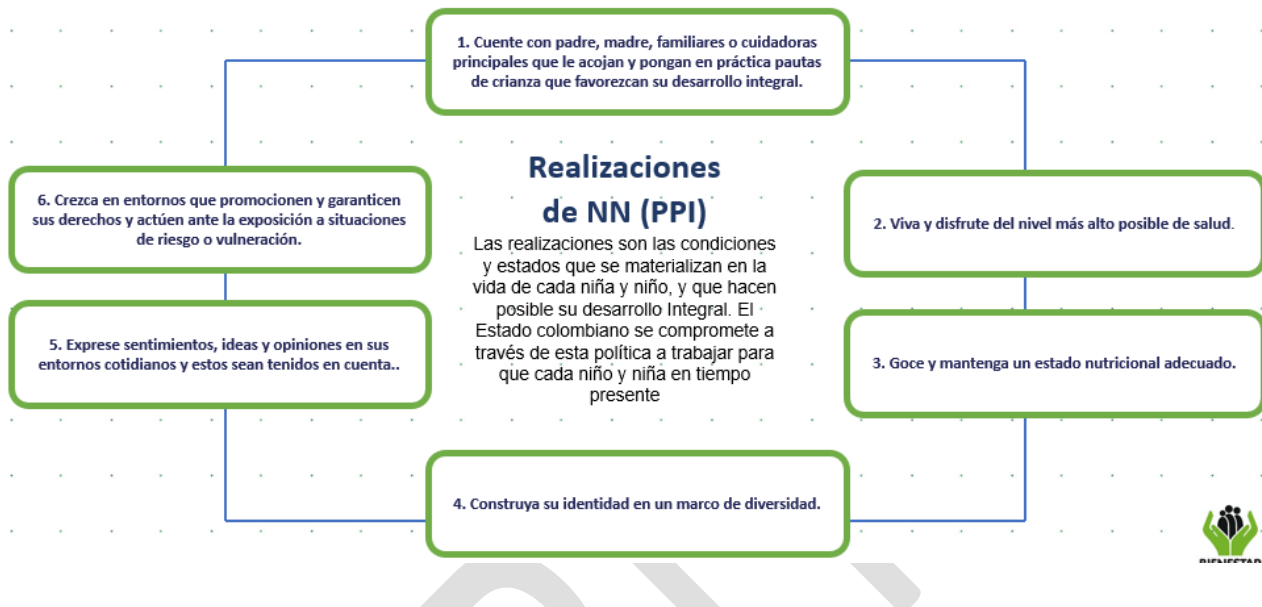 1. Cuente con padre, madre, familiares o cuidadoras
principales que le acojan y pongan en práctica pautas
de crianza que favorezcan su desarrollo integral.
Realizaciones
de NN (PPI)
Las realizaciones son las condiciones
y estados que se materializan en la
vida de cada niña y niño, y que hacen
posible su desarrollo Integral. El
Estado colombiano se compromete a
través de esta política a trabajar para
que cada niño y niña en tiempo
presente
2. Viva y disfrute del nivel más alto posible de salud.
3. Goce y mantenga un estado nutricional adecuado.
4. Construya su identidad en un marco de diversidad.
5. Exprese sentimientos, ideas y opiniones en sus
entornos cotidianos y estos sean tenidos en cuenta..
6. Crezca en entornos que promocionen y garanticen
sus derechos y actúen ante la exposición a situaciones
de riesgo o vulneración.
BIENESTAR